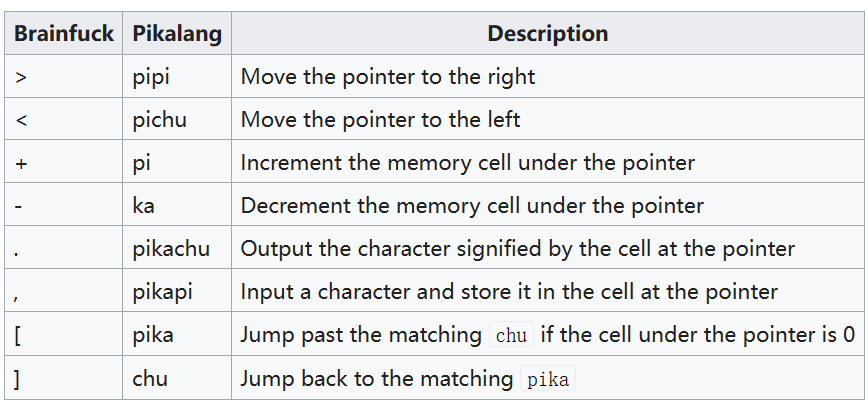 Brainfuck Pikalang Description
> pipi Move the pointer to the right
< pichu Move the pointer to the left
+ pi Increment the memory cell under the pointer
- ka Decrement the memory cell under the pointer
. pikachu Output the character signified by the cell at the pointer
, pikapi Input a character and store it in the cell at the pointer
[ pika Jump past the matching chu if the cell under the pointer is 0
] chu Jump back to the matching pika